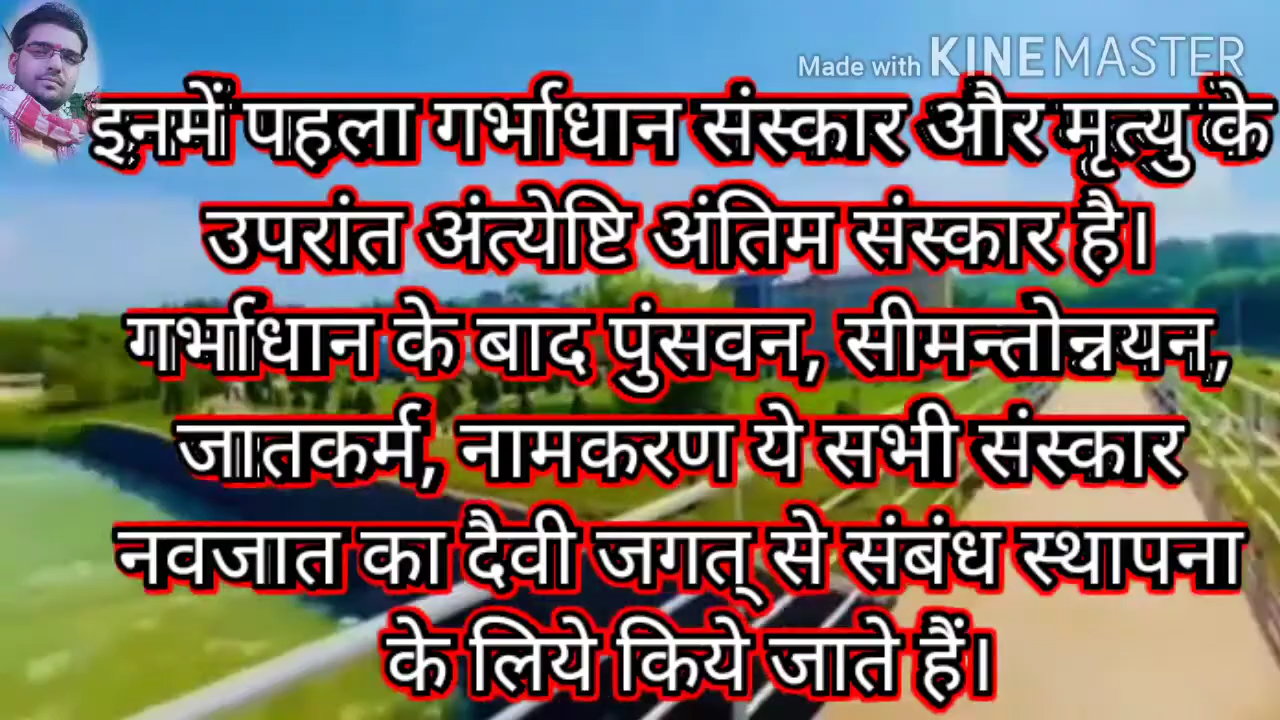 Made with KINEMASTER
इनमें पहला गर्भाधान संस्कार और मृत्यु के
उपरांत अंत्येष्टि अंतिम संस्कार है।
गर्भाधान के बाद पुंसवन, सीमन्तोन्नयन,
जातकर्म, नामकरण ये सभी संस्कार
नवजात का दैवी जगत् से संबंध स्थापना
के लिये किये जाते हैं।